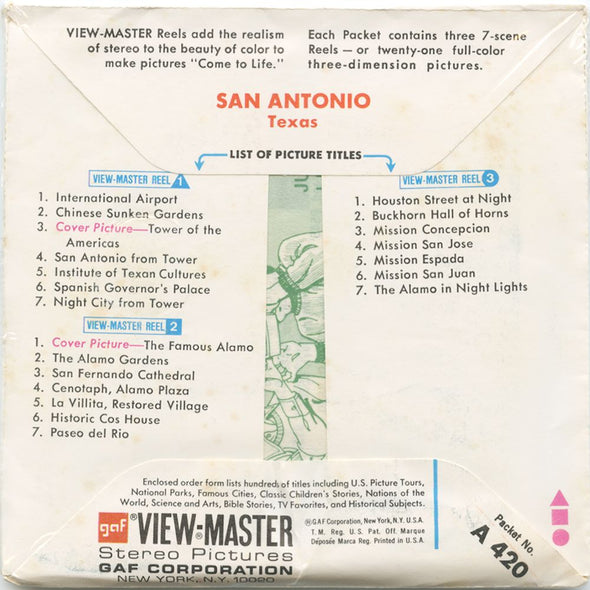 VIEW-MASTER Reels add the realism
of stereo to the beauty of color to
make pictures "Come to Life."
Each Packet contains three 7-scene
Reels — or twenty-one full-color
three-dimension pictures.
SAN ANTONIO
Texas
LIST OF PICTURE TITLES
VIEW-MASTER REEL 1
1. International Airport
2. Chinese Sunken Gardens
3. Cover Picture—Tower of the
Americas
4. San Antonio from Tower
5. Institute of Texan Cultures
6. Spanish Governor's Palace
7. Night City from Tower
VIEW-MASTER REEL 2
1. Cover Picture—The Famous Alamo
2. The Alamo Gardens
3. San Fernando Cathedral
4. Cenotaph, Alamo Plaza
5. La Villita, Restored Village
6. Historic Cos House
7. Paseo del Rio
VIEW-MASTER REEL 3
1. Houston Street at Night
2. Buckhorn Hall of Horns
3. Mission Concepcion
4. Mission San Jose
5. Mission Espada
6. Mission San Juan
7. The Alamo in Night Lights
Enclosed order form lists hundreds of titles including U.S. Picture Tours,
National Parks, Famous Cities, Classic Children's Stories, Nations of the
World, Science and Arts, Bible Stories, TV Favorites, and Historical Subjects.
gaf VIEW-MASTER
Stereo Pictures
GAF CORPORATION
NEW YORK, N.Y. 10020
®GAF Corporation, New York, N.Y. U.S.A.
T.M. Reg. U.S. Pat. Off. Marque
Déposée Marca Reg. Printed in U.S.A.
Packet No.
A 420